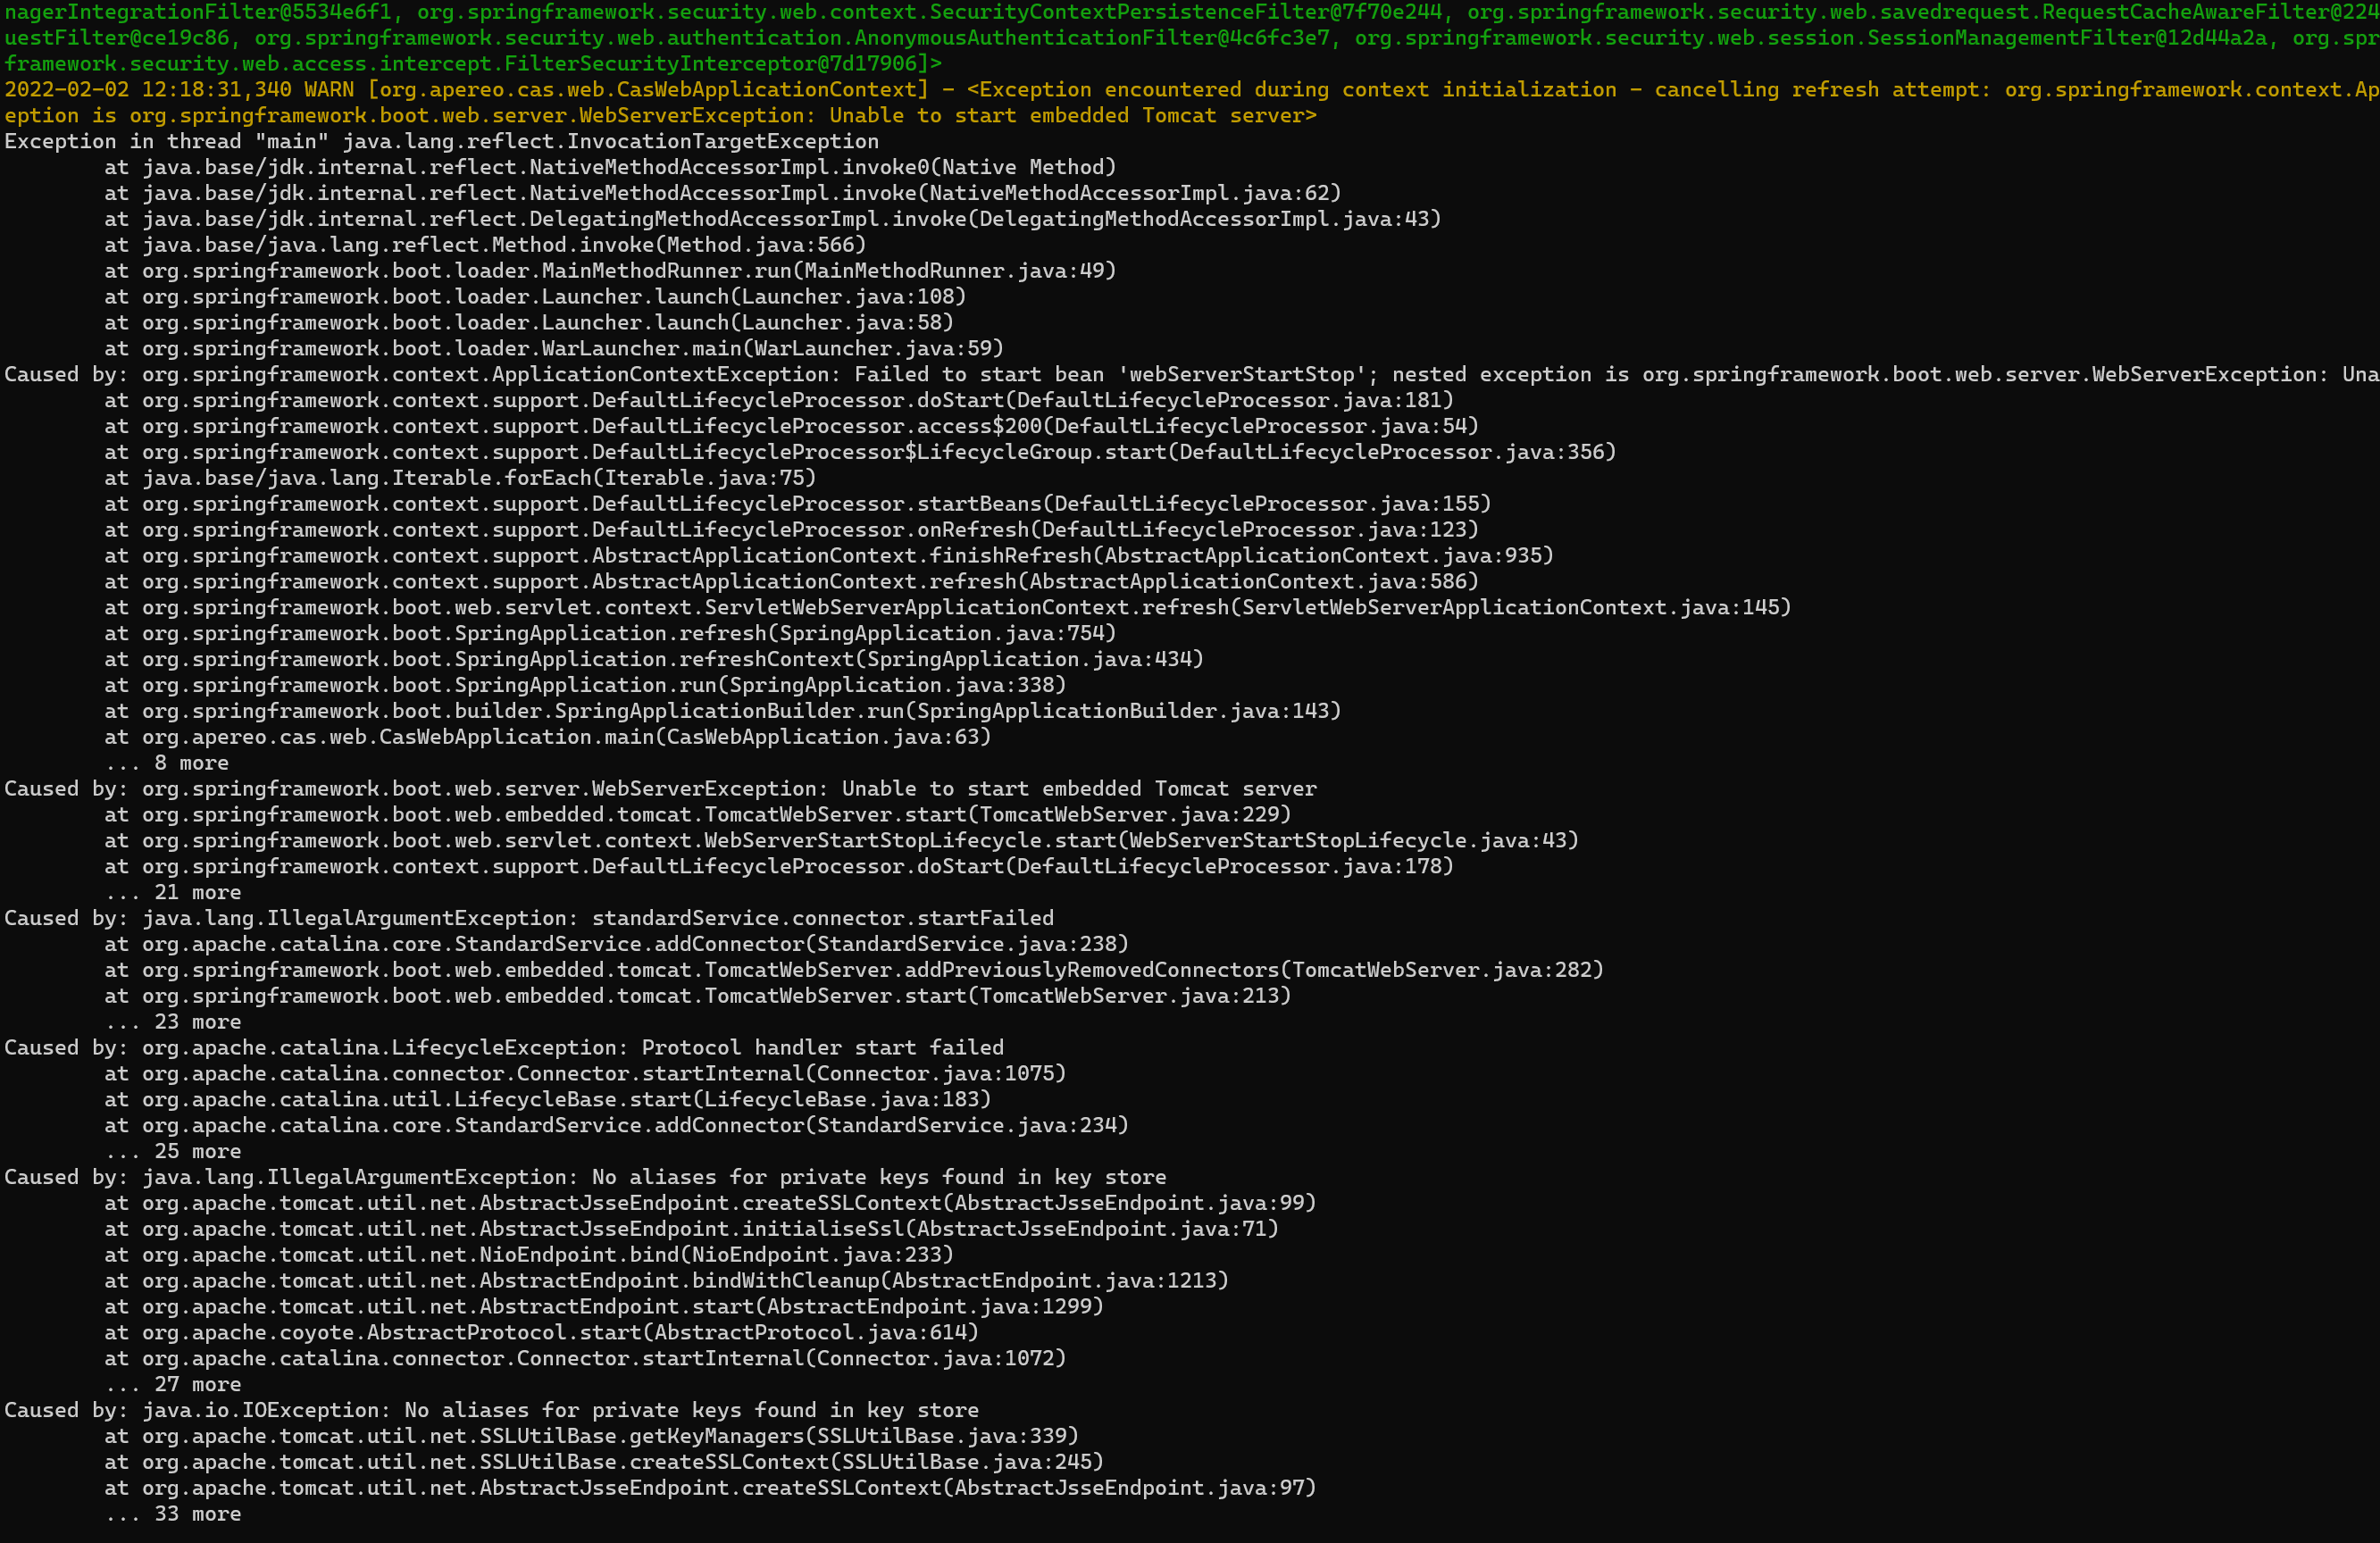 nagerIntegrationFilter@5534e6f1, org.springframework.security.web.context.SecurityContextPersistenceFilter@7f70e244, org.springframework.security.web.savedrequest.RequestCacheAwareFilter@224
uestFilter@ce19c86, org.springframework.security.web.authentication.AnonymousAuthenticationFilter@4c6fc3e7, org.springframework.security.web.session.SessionManagementFilter@12d44a2a, org.spr
framework.security.web.access.intercept.FilterSecurityInterceptor@7d17906]>
2022-02-02 12:18:31,340 WARN [org.apereo.cas.web.CasWebApplicationContext] - <Exception encountered during context initialization - cancelling refresh attempt: org.springframework.context.Ap
eption is org.springframework.boot.web.server.WebServerException: Unable to start embedded Tomcat server>
Exception in thread "main" java.lang.reflect.InvocationTargetException
        at java.base/jdk.internal.reflect.NativeMethodAccessorImpl.invoke0(Native Method)
        at java.base/jdk.internal.reflect.NativeMethodAccessorImpl.invoke(NativeMethodAccessorImpl.java:62)
        at java.base/jdk.internal.reflect.DelegatingMethodAccessorImpl.invoke(DelegatingMethodAccessorImpl.java:43)
        at java.base/java.lang.reflect.Method.invoke(Method.java:566)
        at org.springframework.boot.loader.MainMethodRunner.run(MainMethodRunner.java:49)
        at org.springframework.boot.loader.Launcher.launch(Launcher.java:108)
        at org.springframework.boot.loader.Launcher.launch(Launcher.java:58)
        at org.springframework.boot.loader.WarLauncher.main(WarLauncher.java:59)
Caused by: org.springframework.context.ApplicationContextException: Failed to start bean 'webServerStartStop'; nested exception is org.springframework.boot.web.server.WebServerException: Una
        at org.springframework.context.support.DefaultLifecycleProcessor.doStart(DefaultLifecycleProcessor.java:181)
        at org.springframework.context.support.DefaultLifecycleProcessor.access$200(DefaultLifecycleProcessor.java:54)
        at org.springframework.context.support.DefaultLifecycleProcessor$LifecycleGroup.start(DefaultLifecycleProcessor.java:356)
        at java.base/java.lang.Iterable.forEach(Iterable.java:75)
        at org.springframework.context.support.DefaultLifecycleProcessor.startBeans(DefaultLifecycleProcessor.java:155)
        at org.springframework.context.support.DefaultLifecycleProcessor.onRefresh(DefaultLifecycleProcessor.java:123)
        at org.springframework.context.support.AbstractApplicationContext.finishRefresh(AbstractApplicationContext.java:935)
        at org.springframework.context.support.AbstractApplicationContext.refresh(AbstractApplicationContext.java:586)
        at org.springframework.boot.web.servlet.context.ServletWebServerApplicationContext.refresh(ServletWebServerApplicationContext.java:145)
        at org.springframework.boot.SpringApplication.refresh(SpringApplication.java:754)
        at org.springframework.boot.SpringApplication.refreshContext(SpringApplication.java:434)
        at org.springframework.boot.SpringApplication.run(SpringApplication.java:338)
        at org.springframework.boot.builder.SpringApplicationBuilder.run(SpringApplicationBuilder.java:143)
        at org.apereo.cas.web.CasWebApplication.main(CasWebApplication.java:63)
        ... 8 more
Caused by: org.springframework.boot.web.server.WebServerException: Unable to start embedded Tomcat server
        at org.springframework.boot.web.embedded.tomcat.TomcatWebServer.start(TomcatWebServer.java:229)
        at org.springframework.boot.web.servlet.context.WebServerStartStopLifecycle.start(WebServerStartStopLifecycle.java:43)
        at org.springframework.context.support.DefaultLifecycleProcessor.doStart(DefaultLifecycleProcessor.java:178)
        ... 21 more
Caused by: java.lang.IllegalArgumentException: standardService.connector.startFailed
        at org.apache.catalina.core.StandardService.addConnector(StandardService.java:238)
        at org.springframework.boot.web.embedded.tomcat.TomcatWebServer.addPreviouslyRemovedConnectors(TomcatWebServer.java:282)
        at org.springframework.boot.web.embedded.tomcat.TomcatWebServer.start(TomcatWebServer.java:213)
        ... 23 more
Caused by: org.apache.catalina.LifecycleException: Protocol handler start failed
        at org.apache.catalina.connector.Connector.startInternal(Connector.java:1075)
        at org.apache.catalina.util.LifecycleBase.start(LifecycleBase.java:183)
        at org.apache.catalina.core.StandardService.addConnector(StandardService.java:234)
        ... 25 more
Caused by: java.lang.IllegalArgumentException: No aliases for private keys found in key store
        at org.apache.tomcat.util.net.AbstractJsseEndpoint.createSSLContext(AbstractJsseEndpoint.java:99)
        at org.apache.tomcat.util.net.AbstractJsseEndpoint.initialiseSsl(AbstractJsseEndpoint.java:71)
        at org.apache.tomcat.util.net.NioEndpoint.bind(NioEndpoint.java:233)
        at org.apache.tomcat.util.net.AbstractEndpoint.bindWithCleanup(AbstractEndpoint.java:1213)
        at org.apache.tomcat.util.net.AbstractEndpoint.start(AbstractEndpoint.java:1299)
        at org.apache.coyote.AbstractProtocol.start(AbstractProtocol.java:614)
        at org.apache.catalina.connector.Connector.startInternal(Connector.java:1072)
        ... 27 more
Caused by: java.io.IOException: No aliases for private keys found in key store
        at org.apache.tomcat.util.net.SSLUtilBase.getKeyManagers(SSLUtilBase.java:339)
        at org.apache.tomcat.util.net.SSLUtilBase.createSSLContext(SSLUtilBase.java:245)
        at org.apache.tomcat.util.net.AbstractJsseEndpoint.createSSLContext(AbstractJsseEndpoint.java:97)
        ... 33 more